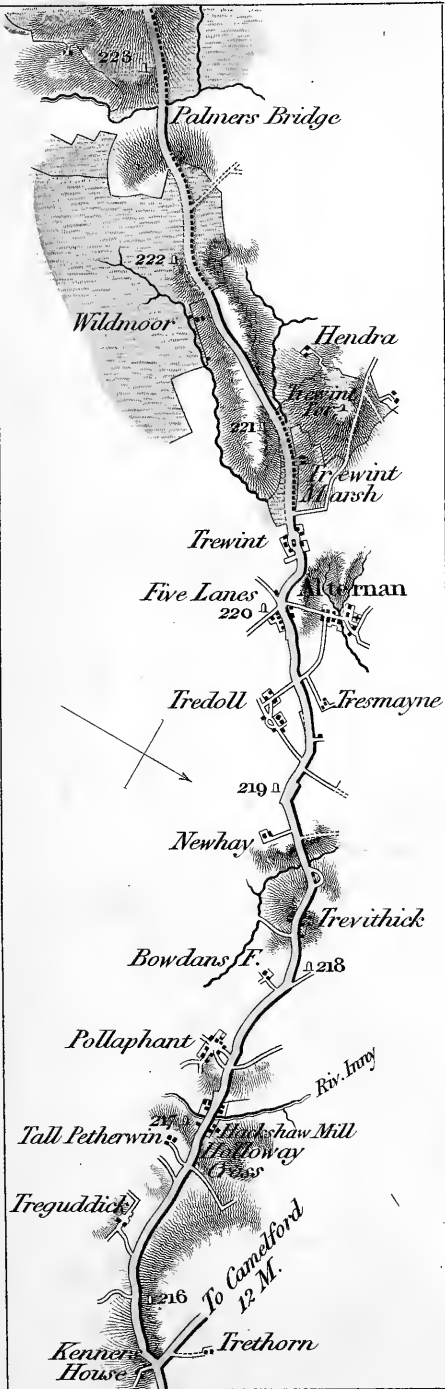 223
Palmers Bridge
222
Wildmoor
Hendra
Trewint
Tor
221
Trewint
Marsh
Trewint
Five Lanes
Alternan
220
Tredoll
Tresmayne
219
Newhay
Trevithick
Bowdans F.
218
Pollaphant
Riv. Inny
217
Hackshaw Mill
Tall Petherwin
Holloway
Cross
Treguddick
216
To Camelford
12 M.
Kenners
House
Trethorn